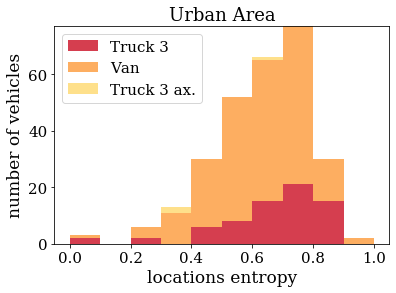 Urban Area
Truck 3
Van
Truck 3 ax.
number of vehicles
60
40
20
0
0.0 0.2 0.4 0.6 0.8 1.0
locations entropy